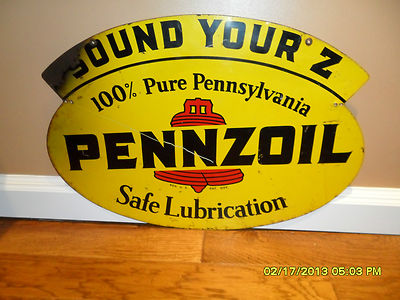 SOUND YOUR Z
100% Pure Pennsylvania
PENNZOIL
Safe Lubrication
02/17/2013 05:03 PM